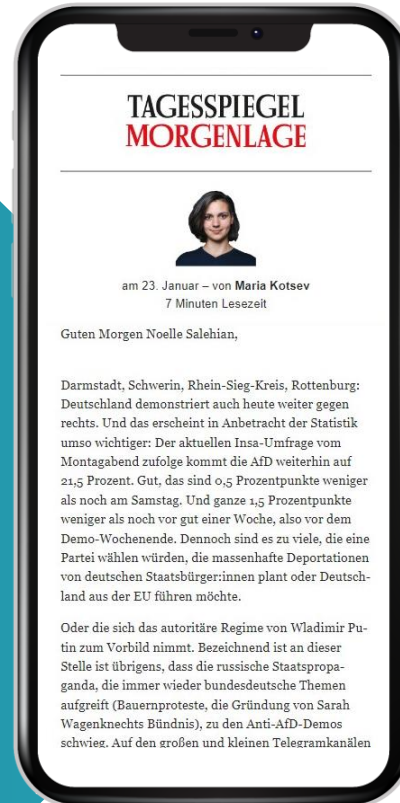 TAGESSPIEGEL
MORGENLAGE
am 23. Januar – von Maria Kotsev
7 Minuten Lesezeit
Guten Morgen Noelle Salehian,
Darmstadt, Schwerin, Rhein-Sieg-Kreis, Rottenburg:
Deutschland demonstriert auch heute weiter gegen
rechts. Und das erscheint in Anbetracht der Statistik
umso wichtiger: Der aktuellen Insa-Umfrage vom
Montagabend zufolge kommt die AfD weiterhin auf
21,5 Prozent. Gut, das sind 0,5 Prozentpunkte weniger
als noch am Samstag. Und ganze 1,5 Prozentpunkte
weniger als noch vor gut einer Woche, also vor dem
Demo-Wochenende. Dennoch sind es zu viele, die eine
Partei wählen würden, die massenhafte Deportationen
von deutschen Staatsbürger:innen plant oder Deutsch-
land aus der EU führen möchte.
Oder die sich das autoritäre Regime von Wladimir Pu-
tin zum Vorbild nimmt. Bezeichnend ist an dieser
Stelle ist übrigens, dass die russische Staatspropa-
ganda, die immer wieder bundesdeutsche Themen
aufgreift (Bauernproteste, die Gründung von Sarah
Wagenknechts Bündnis), zu den Anti-AfD-Demos
schwieg. Auf den großen und kleinen Telegramkanälen